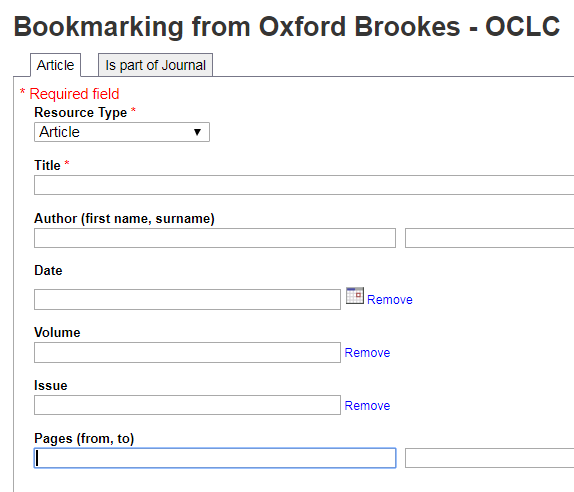 Bookmarking from Oxford Brookes - OCLC
Article Is part of Journal
* Required field
Resource Type *
Article
Title *
Author (first name, surname)
Date
Remove
Volume
Remove
Issue
Remove
Pages (from, to)